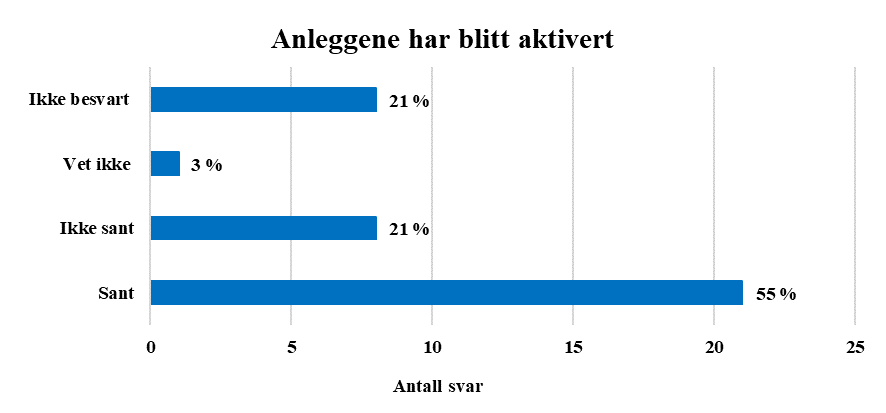 Anleggene har blitt aktivert
Ikke besvart
21 %
Vet ikke
3 %
Ikke sant
21 %
Sant
55 %
0 5 10 15 20 25
Antall svar